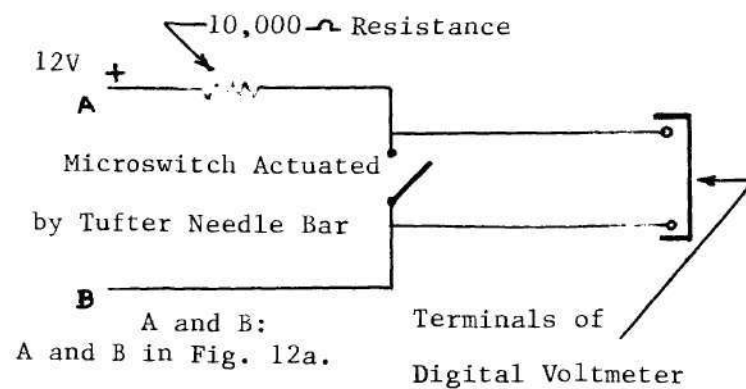 10,000 Ω Resistance
12V +
A
Microswitch Actuated
by Tufter Needle Bar
B
A and B:
A and B in Fig. 12a.
Terminals of
Digital Voltmeter